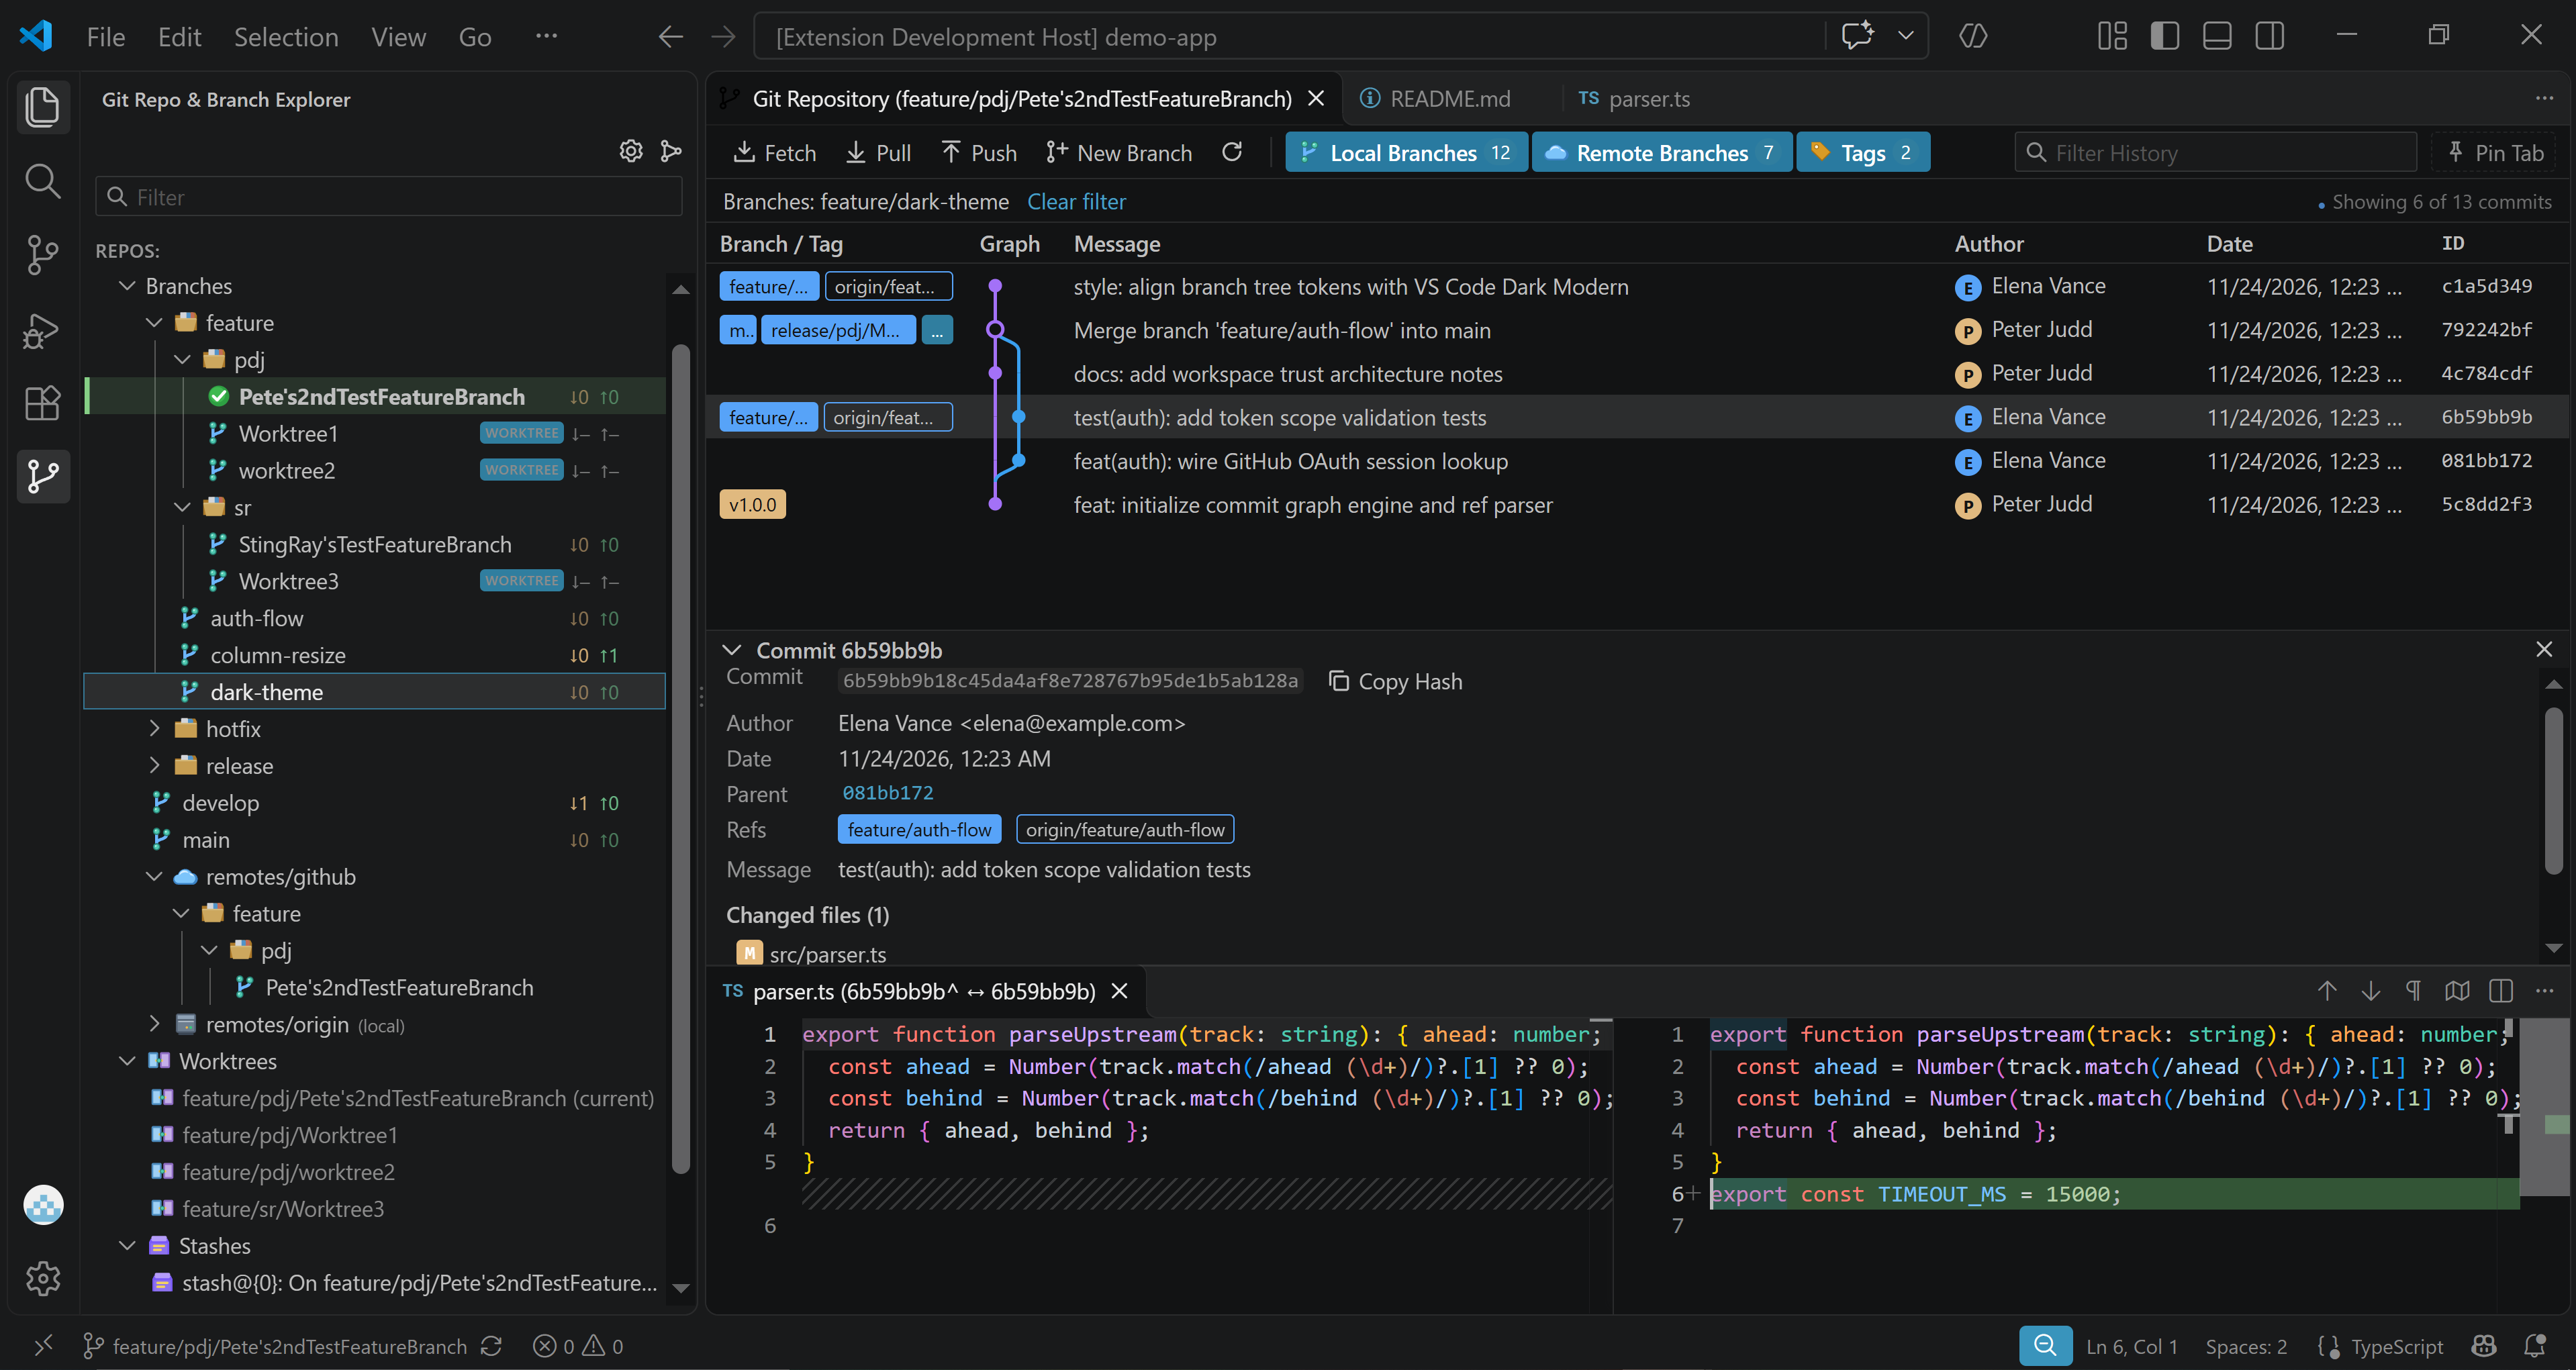 File Edit Selection View Go ··· [Extension Development Host] demo-app
Git Repo & Branch Explorer
Filter
REPOS:
Branches
feature
pdj
Pete's2ndTestFeatureBranch ↓0 ↑0
Worktree1 WORKTREE ↓– ↑–
worktree2 WORKTREE ↓– ↑–
sr
StingRay'sTestFeatureBranch ↓0 ↑0
Worktree3 WORKTREE ↓– ↑–
auth-flow ↓0 ↑0
column-resize ↓0 ↑1
dark-theme ↓0 ↑0
hotfix
release
develop ↓1 ↑0
main ↓0 ↑0
remotes/github
feature
pdj
Pete's2ndTestFeatureBranch
remotes/origin (local)
Worktrees
feature/pdj/Pete's2ndTestFeatureBranch (current)
feature/pdj/Worktree1
feature/pdj/worktree2
feature/sr/Worktree3
Stashes
stash@{0}: On feature/pdj/Pete's2ndTestFeature...
Git Repository (feature/pdj/Pete's2ndTestFeatureBranch) README.md TS parser.ts ···
Fetch Pull Push New Branch Local Branches 12 Remote Branches 7 Tags 2 Filter History Pin Tab
Branches: feature/dark-theme Clear filter • Showing 6 of 13 commits
Branch / Tag Graph Message Author Date ID
feature/... origin/feat... style: align branch tree tokens with VS Code Dark Modern E Elena Vance 11/24/2026, 12:23 ... c1a5d349
m.. release/pdj/M... ... Merge branch 'feature/auth-flow' into main P Peter Judd 11/24/2026, 12:23 ... 792242bf
docs: add workspace trust architecture notes P Peter Judd 11/24/2026, 12:23 ... 4c784cdf
feature/... origin/feat... test(auth): add token scope validation tests E Elena Vance 11/24/2026, 12:23 ... 6b59bb9b
feat(auth): wire GitHub OAuth session lookup E Elena Vance 11/24/2026, 12:23 ... 081bb172
v1.0.0 feat: initialize commit graph engine and ref parser P Peter Judd 11/24/2026, 12:23 ... 5c8dd2f3
Commit 6b59bb9b
Commit 6b59bb9b18c45da4af8e728767b95de1b5ab128a Copy Hash
Author Elena Vance <elena@example.com>
Date 11/24/2026, 12:23 AM
Parent 081bb172
Refs feature/auth-flow origin/feature/auth-flow
Message test(auth): add token scope validation tests
Changed files (1)
M src/parser.ts
TS parser.ts (6b59bb9b^ ↔ 6b59bb9b) ¶ ···
1 export function parseUpstream(track: string): { ahead: number;
2 const ahead = Number(track.match(/ahead (\d+)/)?.[1] ?? 0);
3 const behind = Number(track.match(/behind (\d+)/)?.[1] ?? 0);
4 return { ahead, behind };
5 }
6
1 export function parseUpstream(track: string): { ahead: number;
2 const ahead = Number(track.match(/ahead (\d+)/)?.[1] ?? 0);
3 const behind = Number(track.match(/behind (\d+)/)?.[1] ?? 0);
4 return { ahead, behind };
5 }
6+ export const TIMEOUT_MS = 15000;
7
feature/pdj/Pete's2ndTestFeatureBranch 0 0 Ln 6, Col 1 Spaces: 2 { } TypeScript